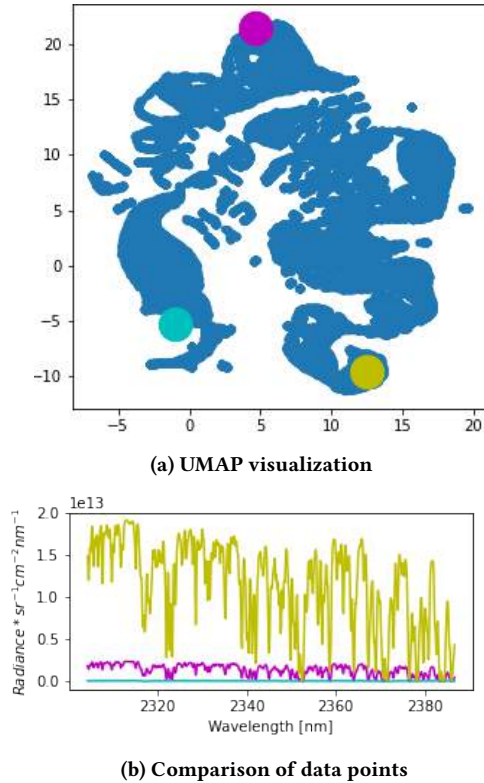 20
15
10
5
0
−5
−10
−5 0 5 10 15 20
(a) UMAP visualization
1e13
2.0
1.5
1.0
0.5
0.0
Radiance * sr⁻¹cm⁻²nm⁻¹
2320 2340 2360 2380
Wavelength [nm]
(b) Comparison of data points